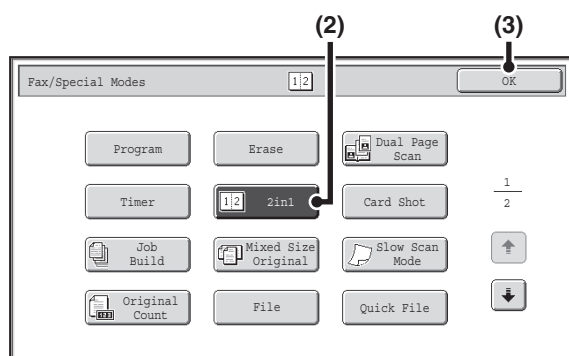 (2) (3)
Fax/Special Modes 1 2 OK
Program Erase Dual Page
Scan
Timer 1 2 2in1 Card Shot 1
2
Job
Build Mixed Size
Original Slow Scan
Mode
Original
Count File Quick File
123